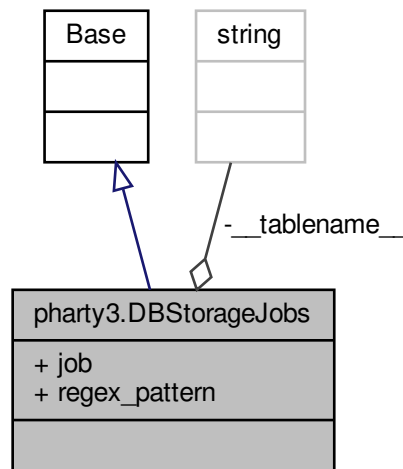 Base
string
-__tablename__
pharty3.DBStorageJobs
+ job
+ regex_pattern